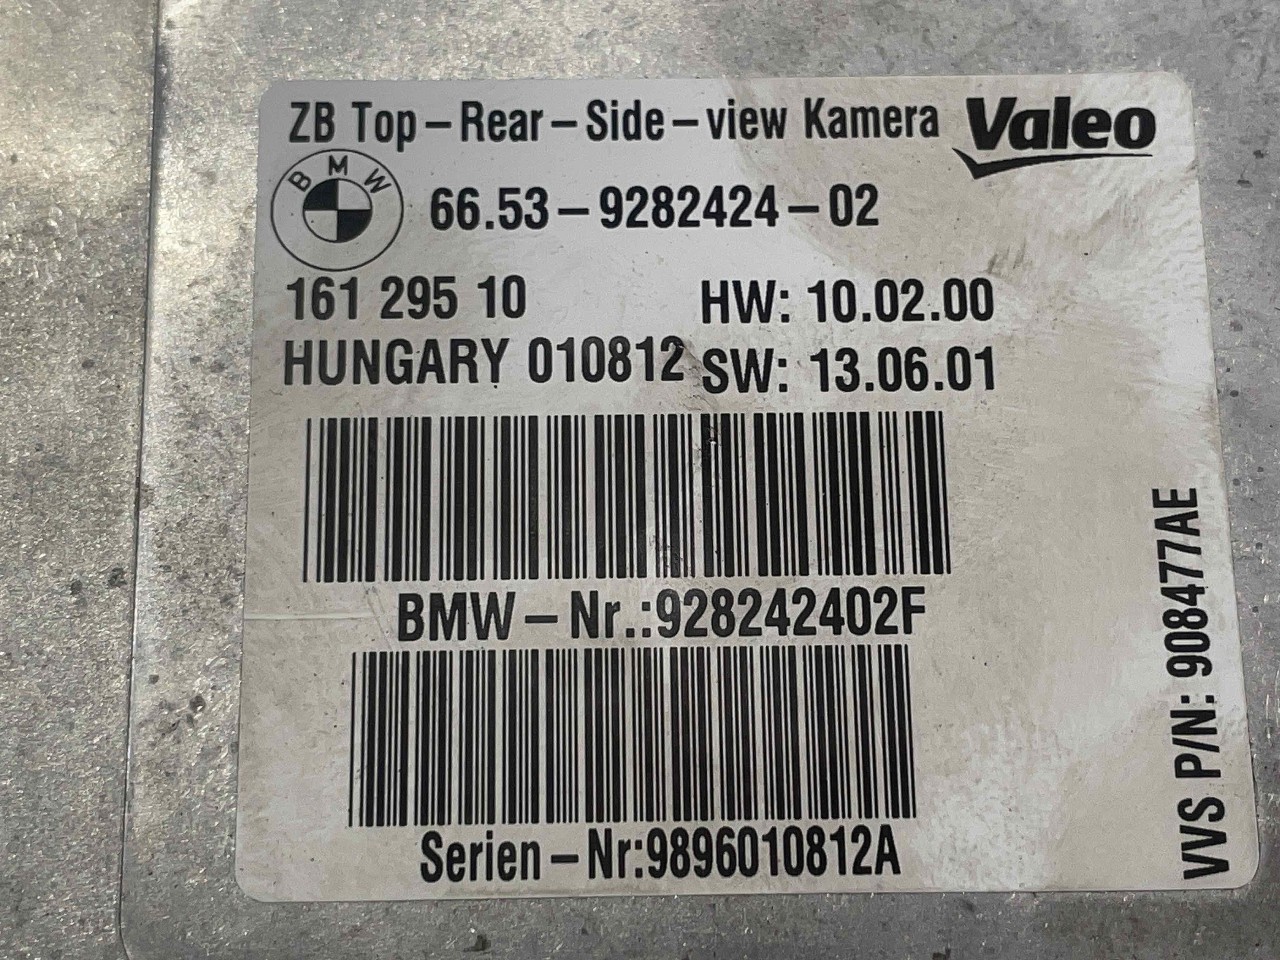 ZB Top-Rear-Side-view Kamera
Valeo
BMW
66.53-9282424-02
161 295 10
HW: 10.02.00
HUNGARY 010812
SW: 13.06.01
BMW-Nr.:928242402F
Serien-Nr:9896010812A
VVS P/N: 908477AE